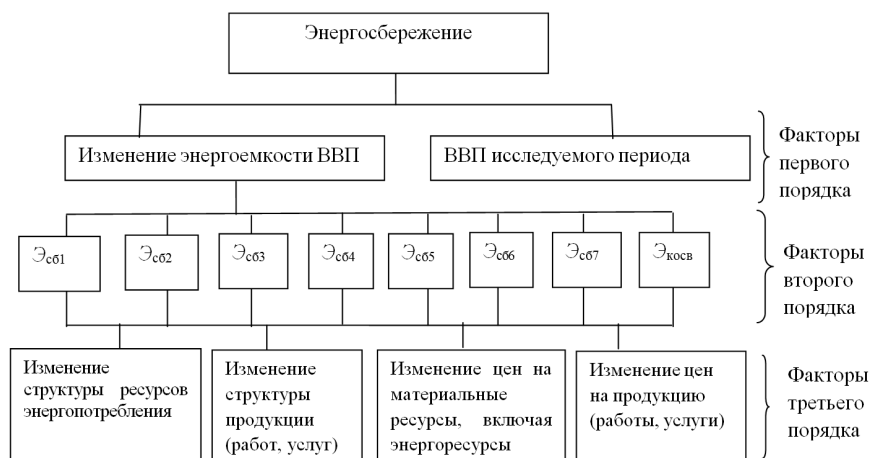 Энергосбережение
Изменение энергоемкости ВВП
ВВП исследуемого периода
Факторы
первого
порядка
Эсб1
Эсб2
Эсб3
Эсб4
Эсб5
Эсб6
Эсб7
Экосв
Факторы
второго
порядка
Изменение
структуры ресурсов
энергопотребления
Изменение
структуры
продукции
(работ, услуг)
Изменение цен на
материальные
ресурсы, включая
энергоресурсы
Изменение цен
на продукцию
(работы, услуги)
Факторы
третьего
порядка